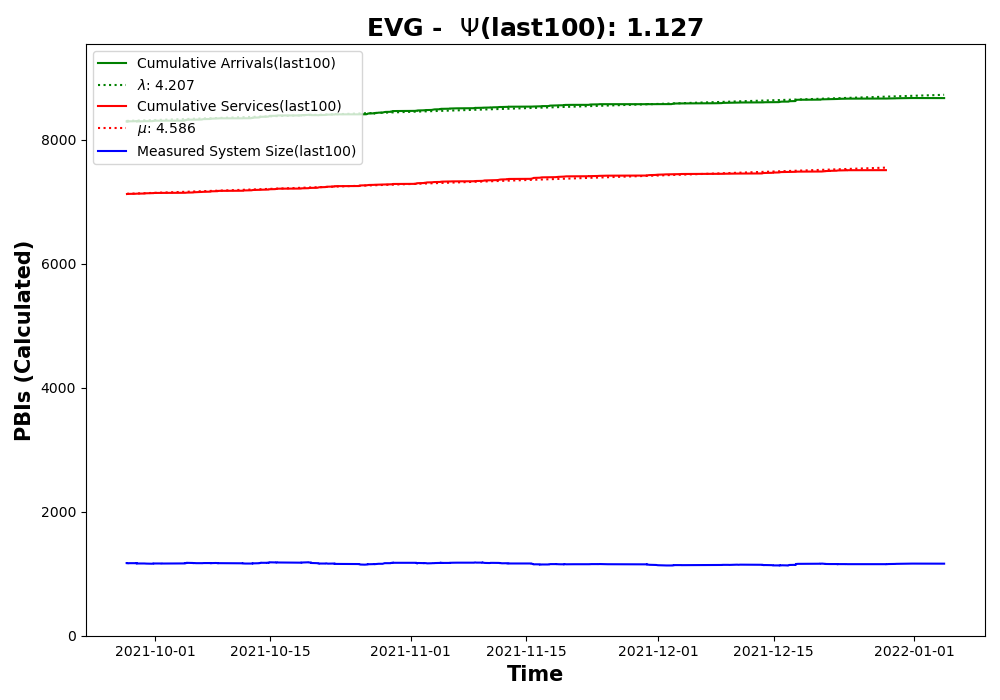 EVG -  Ψ(last100): 1.127
Cumulative Arrivals(last100)
λ: 4.207
Cumulative Services(last100)
μ: 4.586
Measured System Size(last100)
PBIs (Calculated)
8000
6000
4000
2000
0
2021-10-01 2021-10-15 2021-11-01 2021-11-15 2021-12-01 2021-12-15 2022-01-01
Time